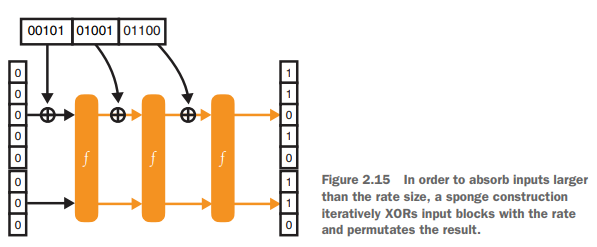 00101 01001 01100
0
0
0
0
0
0
0
0
f
f
f
1
1
0
1
0
1
1
0
Figure 2.15 In order to absorb inputs larger
than the rate size, a sponge construction
iteratively XORs input blocks with the rate
and permutates the result.